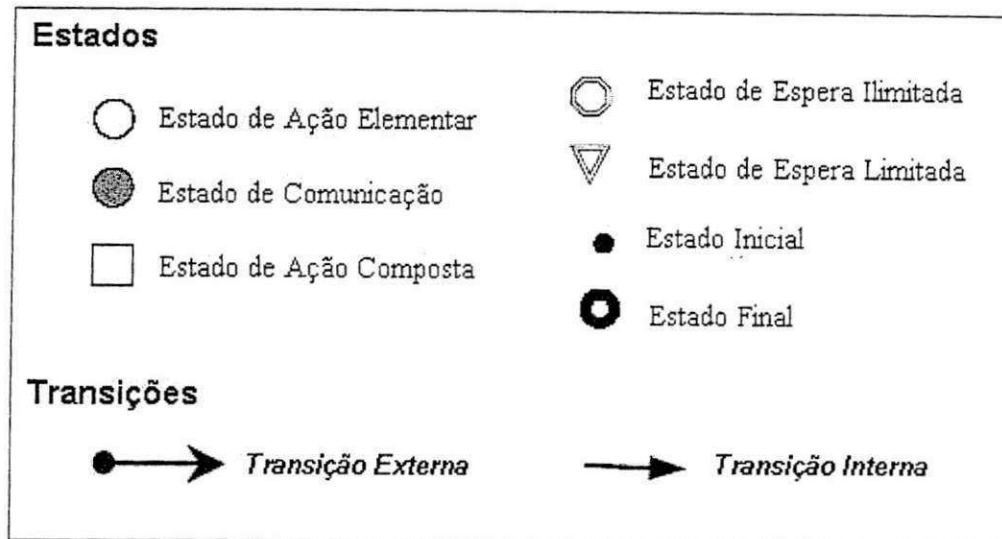 Estados
Estado de Ação Elementar
Estado de Comunicação
Estado de Ação Composta
Estado de Espera Ilimitada
Estado de Espera Limitada
Estado Inicial
Estado Final
Transições
Transição Externa
Transição Interna